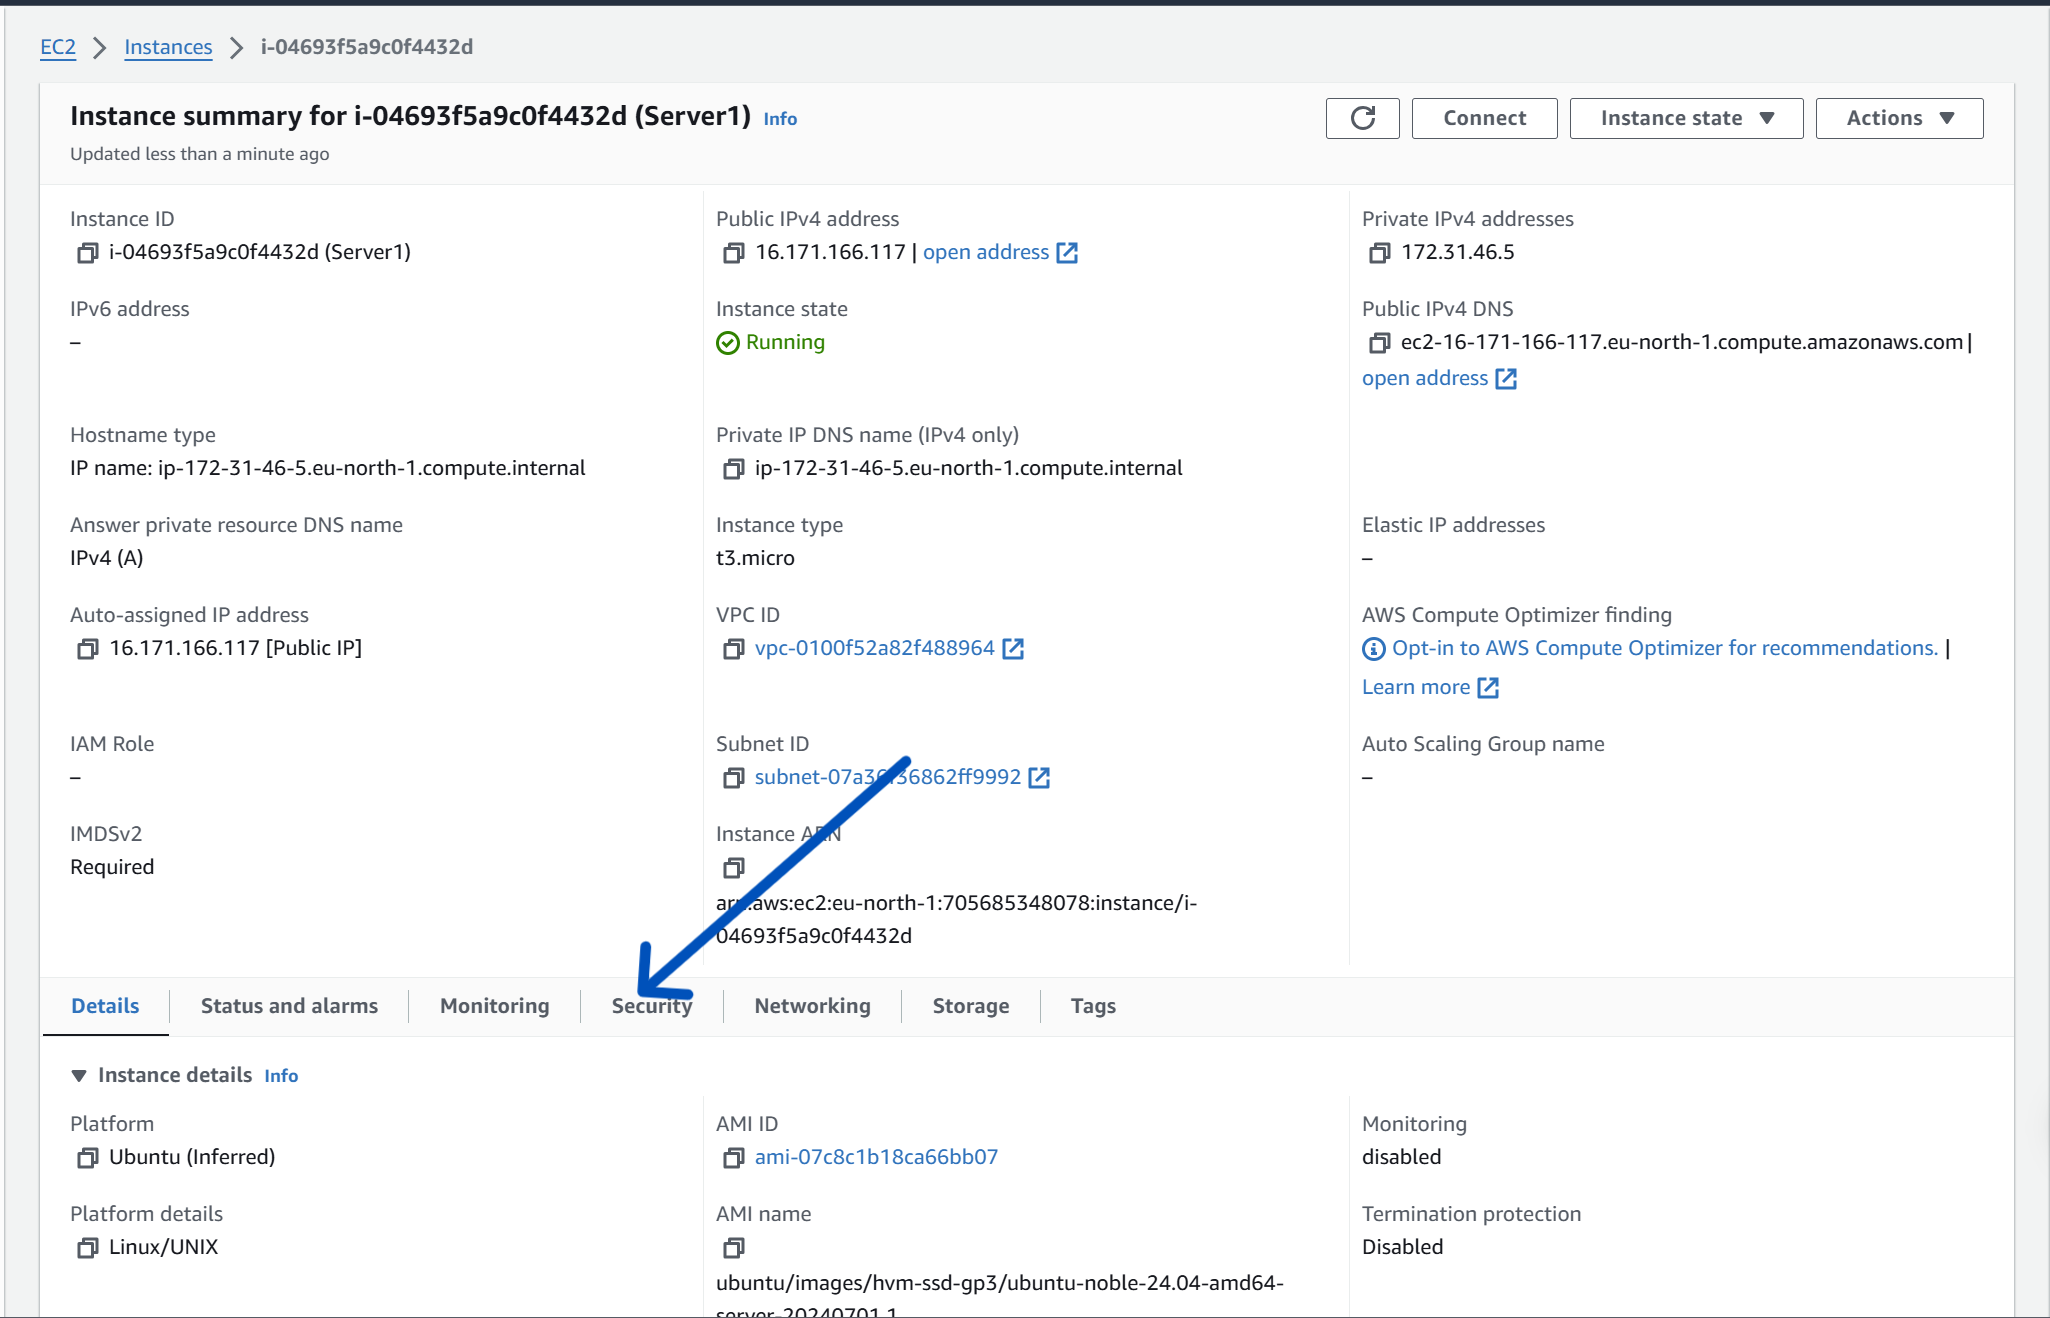 EC2 > Instances > i-04693f5a9c0f4432d
Instance summary for i-04693f5a9c0f4432d (Server1) Info
Updated less than a minute ago
Connect
Instance state
Actions
Instance ID
i-04693f5a9c0f4432d (Server1)
Public IPv4 address
16.171.166.117 | open address
Private IPv4 addresses
172.31.46.5
IPv6 address
–
Instance state
Running
Public IPv4 DNS
ec2-16-171-166-117.eu-north-1.compute.amazonaws.com |
open address
Hostname type
IP name: ip-172-31-46-5.eu-north-1.compute.internal
Private IP DNS name (IPv4 only)
ip-172-31-46-5.eu-north-1.compute.internal
Answer private resource DNS name
IPv4 (A)
Instance type
t3.micro
Elastic IP addresses
–
Auto-assigned IP address
16.171.166.117 [Public IP]
VPC ID
vpc-0100f52a82f488964
AWS Compute Optimizer finding
Opt-in to AWS Compute Optimizer for recommendations. |
Learn more
IAM Role
–
Subnet ID
Auto Scaling Group name
–
IMDSv2
Required
Instance ARN
arn:aws:ec2:eu-north-1:705685348078:instance/i-
04693f5a9c0f4432d
Details
Status and alarms
Monitoring
Security
Networking
Storage
Tags
Instance details Info
Platform
Ubuntu (Inferred)
AMI ID
ami-07c8c1b18ca66bb07
Monitoring
disabled
Platform details
Linux/UNIX
AMI name
ubuntu/images/hvm-ssd-gp3/ubuntu-noble-24.04-amd64-
server-20240701.1
Termination protection
Disabled